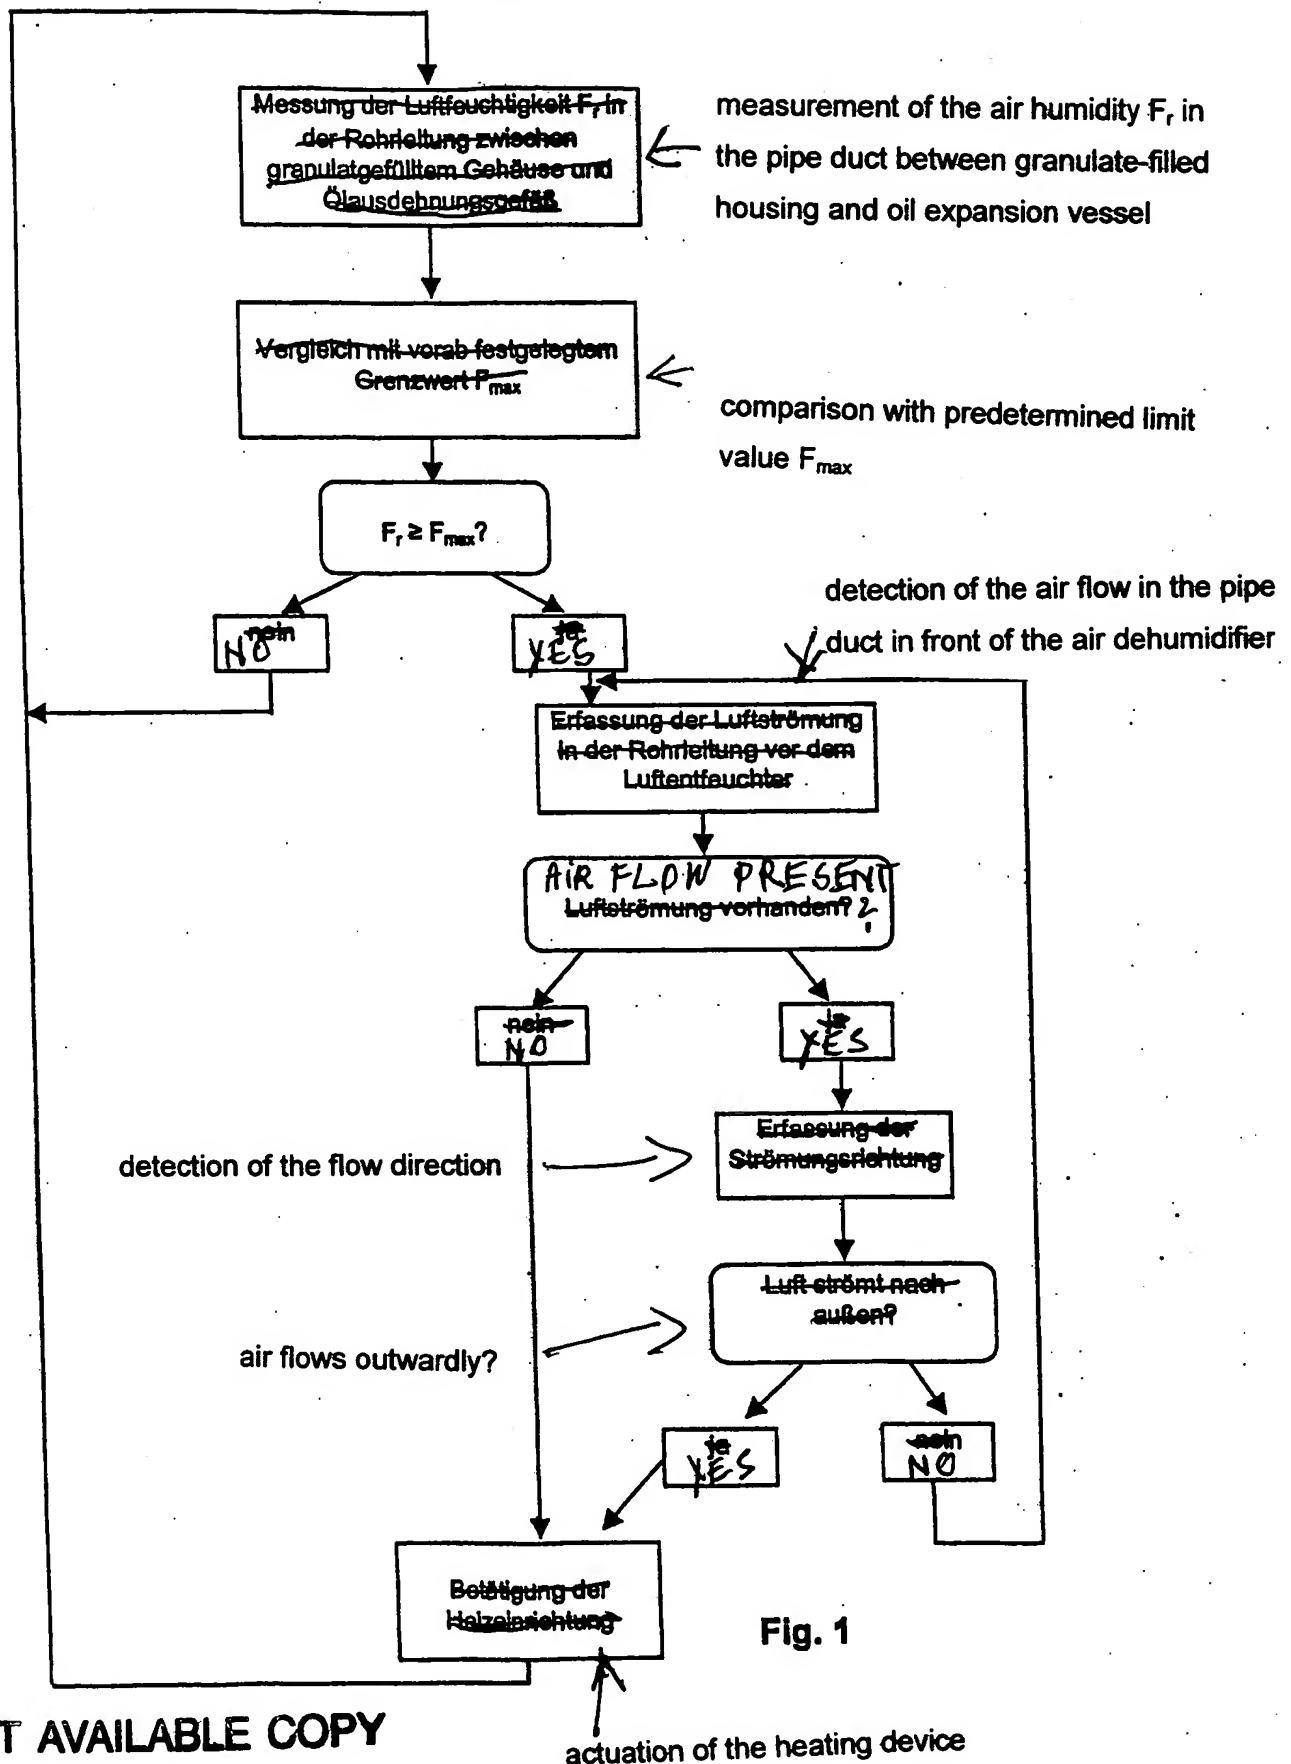 Messung der Luftfeuchtigkeit Fr in
der Rohrleitung zwischen
granulatgefülltem Gehäuse und
Ölausdehnungsgefäß
measurement of the air humidity Fr in
the pipe duct between granulate-filled
housing and oil expansion vessel
Vergleich mit vorab festgelegtem
Grenzwert Fmax
comparison with predetermined limit
value Fmax
Fr ≥ Fmax?
nein
NO
ja
YES
detection of the air flow in the pipe
duct in front of the air dehumidifier
Erfassung der Luftströmung
in der Rohrleitung vor dem
Luftentfeuchter
AIR FLOW PRESENT
Luftströmung vorhanden? ?
nein
NO
ja
YES
detection of the flow direction
Erfassung der
Strömungsrichtung
air flows outwardly?
Luft strömt nach
außen?
ja
YES
nein
NO
Betätigung der
Heizeinrichtung
Fig. 1
T AVAILABLE COPY
actuation of the heating device